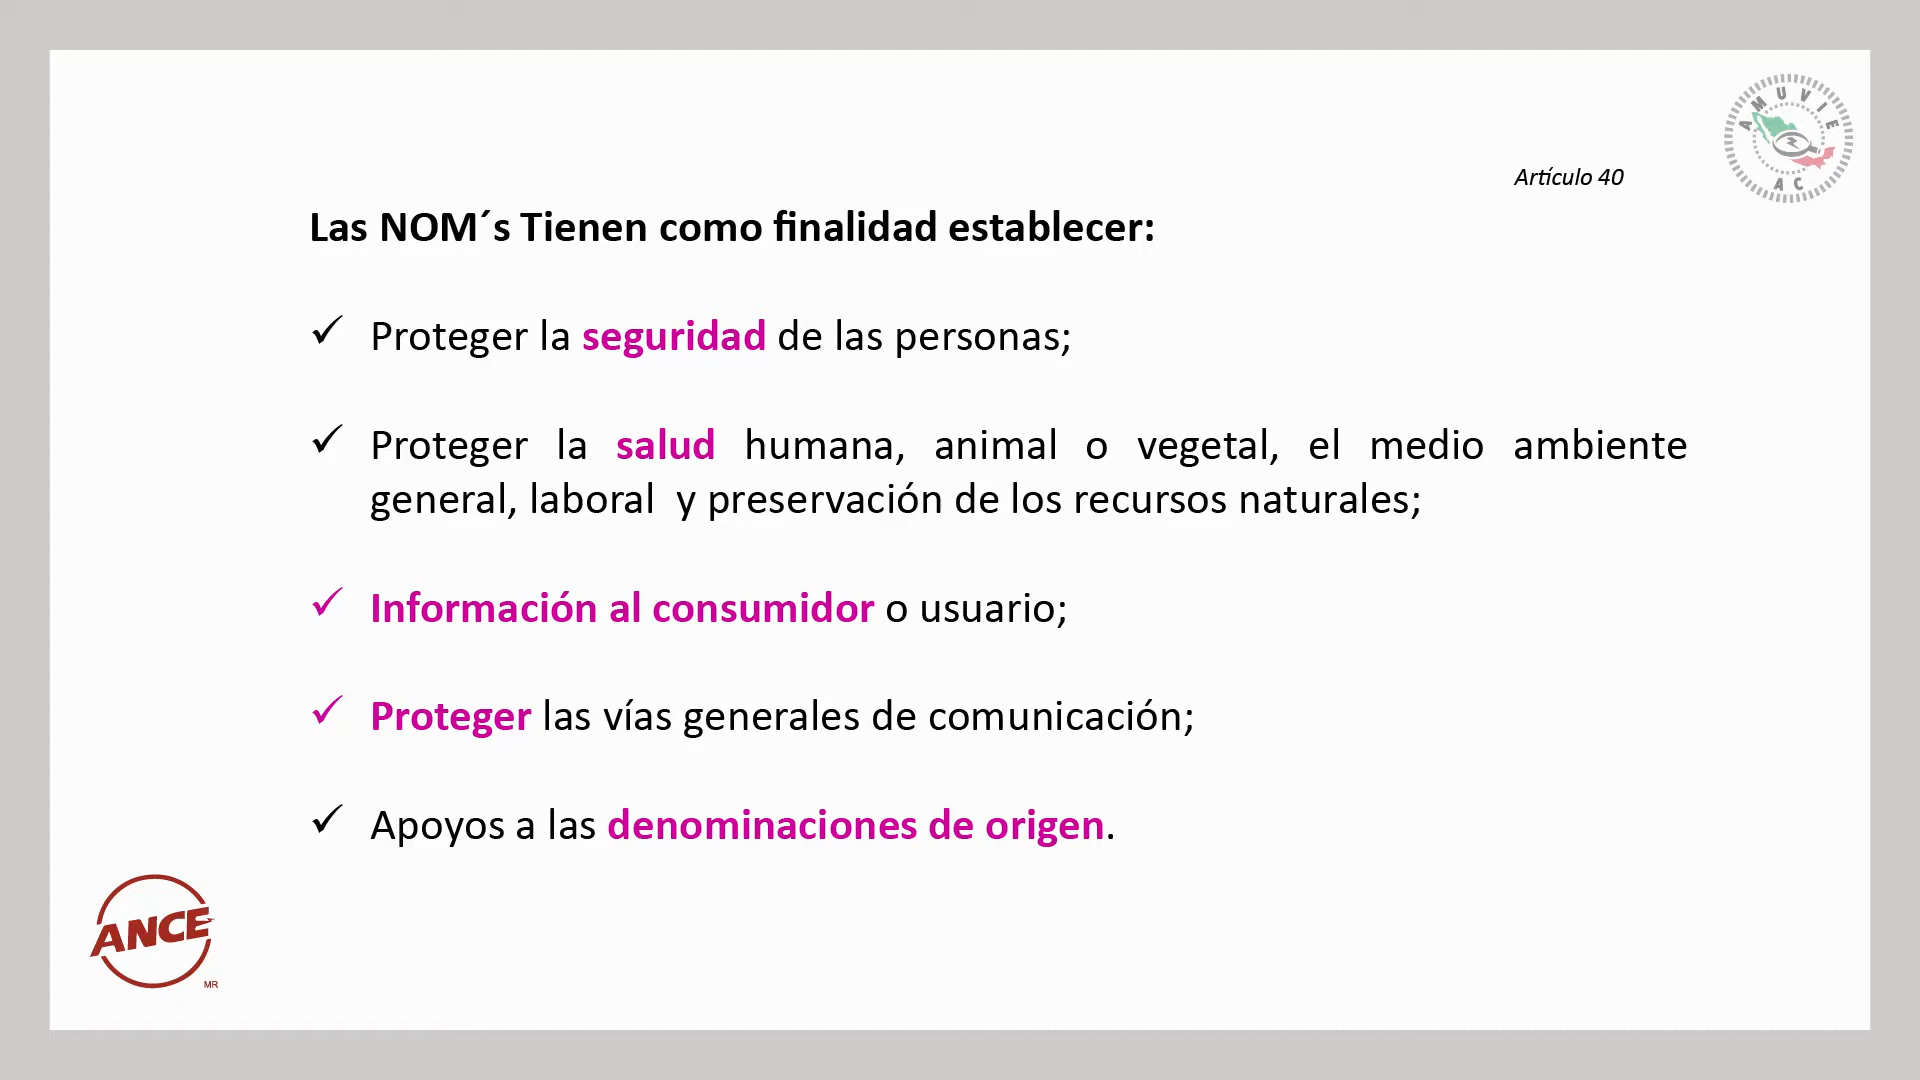 AMUVIE
AC
Artículo 40
Las NOM´s Tienen como finalidad establecer:
✓ Proteger la seguridad de las personas;
✓ Proteger la salud humana, animal o vegetal, el medio ambiente
general, laboral y preservación de los recursos naturales;
✓ Información al consumidor o usuario;
✓ Proteger las vías generales de comunicación;
✓ Apoyos a las denominaciones de origen.
ANCE
MR